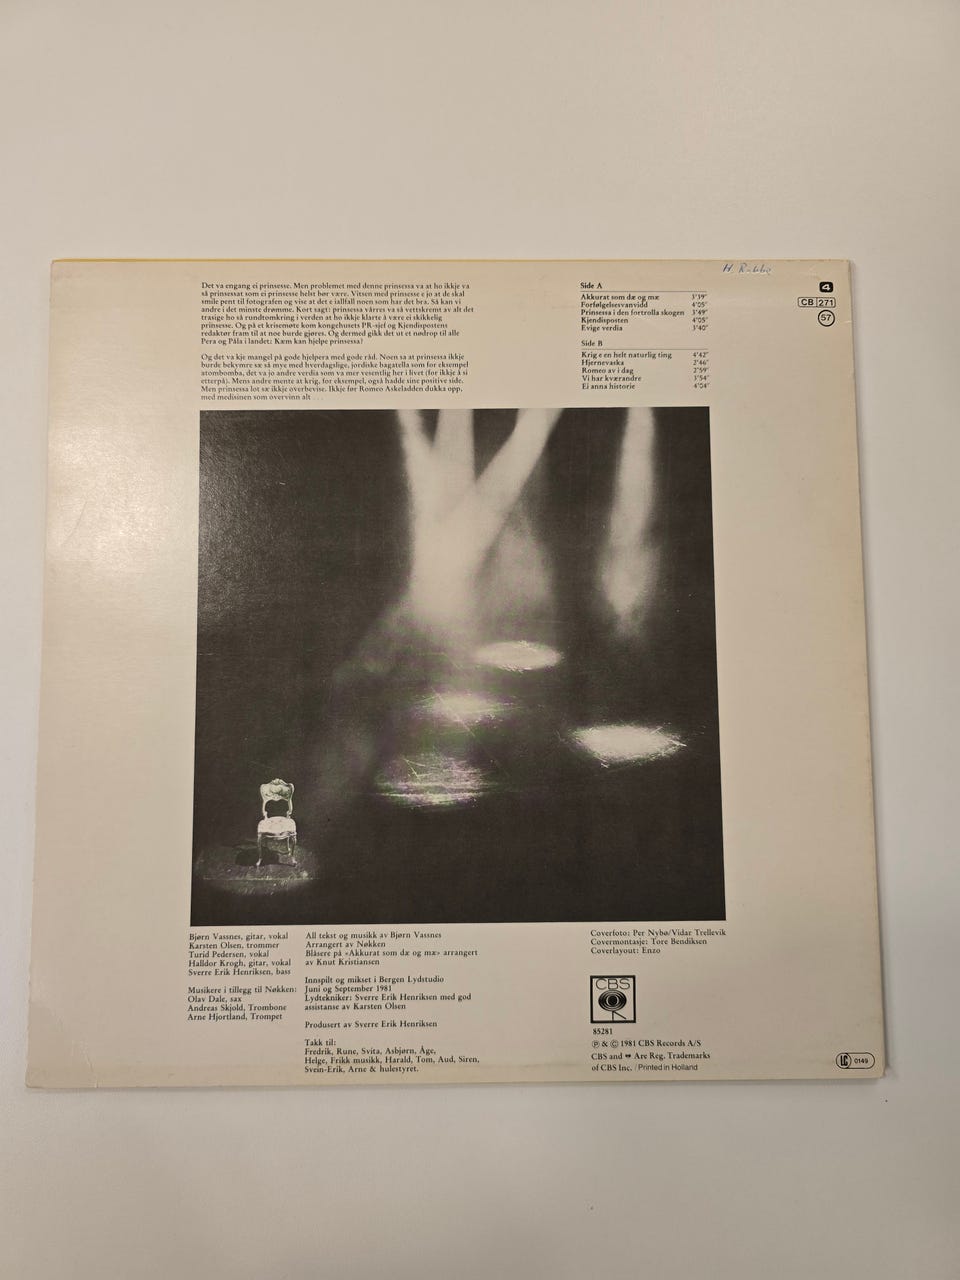 H. Rabbe
Det va engang ei prinsesse. Men problemet med denne prinsessa va at ho ikkje va
så prinsessat som ei prinsesse helst bør være. Vitsen med prinsesse e jo at de skal
smile pent til fotografen og vise at det e iallfall noen som har det bra. Så kan vi
andre i det minste drømme. Kort sagt: prinsessa vårres va så vettskremt av alt det
trasige ho så rundtomkring i verden at ho ikkje klarte å være ei skikkelig
prinsesse. Og på et krisemøte kom kongehusets PR-sjef og Kjendispostens
redaktør fram til at noe burde gjøres. Og dermed gikk det ut et nødrop til alle
Pera og Påla i landet: Kæm kan hjelpe prinsessa?
Og det va kje mangel på gode hjelpera med gode råd. Noen sa at prinsessa ikkje
burde bekymre sæ så mye med hverdagslige, jordiske bagatella som for eksempel
atombomba, det va jo andre verdia som va mer vesentlig her i livet (for ikkje å si
etterpå). Mens andre mente at krig, for eksempel, også hadde sine positive side.
Men prinsessa lot sæ ikkje overbevise. Ikkje før Romeo Askeladden dukka opp,
med medisinen som overvinn alt . . .
Side A
Akkurat som dæ og mæ 3'39"
Forfølgelsesvanvidd 4'05"
Prinsessa i den fortrolla skogen 3'49"
Kjendisposten 4'05"
Evige verdia 3'40"
Side B
Krig e en helt naturlig ting 4'42"
Hjernevaska 2'46"
Romeo av i dag 2'59"
Vi har kværandre 3'54"
Ei anna historie 4'04"
4
CB 271
57
Bjørn Vassnes, gitar, vokal
Karsten Olsen, trommer
Turid Pedersen, vokal
Halldor Krogh, gitar, vokal
Sverre Erik Henriksen, bass
Musikere i tillegg til Nøkken:
Olav Dale, sax
Andreas Skjold, Trombone
Arne Hjortland, Trompet
All tekst og musikk av Bjørn Vassnes
Arrangert av Nøkken
Blåsere på «Akkurat som dæ og mæ» arrangert
av Knut Kristiansen
Innspilt og mikset i Bergen Lydstudio
Juni og September 1981
Lydtekniker: Sverre Erik Henriksen med god
assistanse av Karsten Olsen
Produsert av Sverre Erik Henriksen
Takk til:
Fredrik, Rune, Svita, Asbjørn, Åge,
Helge, Frikk musikk, Harald, Tom, Aud, Siren,
Svein-Erik, Arne & hulestyret.
Coverfoto: Per Nybø/Vidar Trellevik
Covermontasje: Tore Bendiksen
Coverlayout: Enzo
CBS
85281
Ⓟ & © 1981 CBS Records A/S
CBS and Are Reg. Trademarks
of CBS Inc. / Printed in Holland
LC 0149